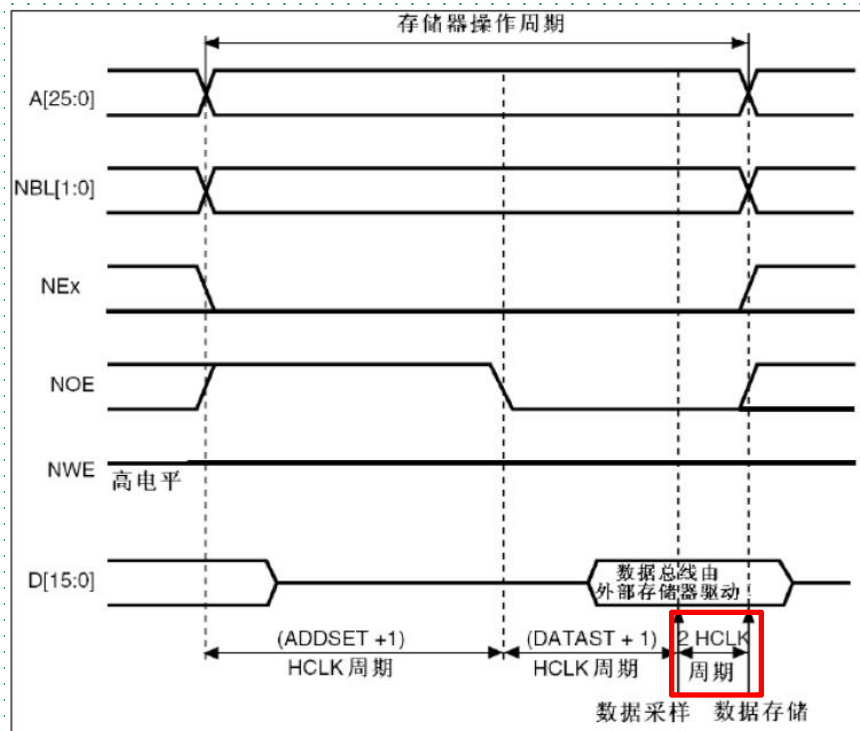 存储器操作周期
A[25:0]
NBL[1:0]
NEx
NOE
NWE
高电平
D[15:0]
数据总线由
外部存储器驱动
(ADDSET +1)
HCLK 周期
(DATAST + 1)
HCLK 周期
2 HCLK
周期
数据采样
数据存储